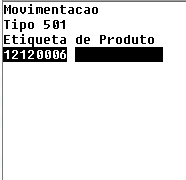 Movimentacao
Tipo 501
Etiqueta de Produto
12120006